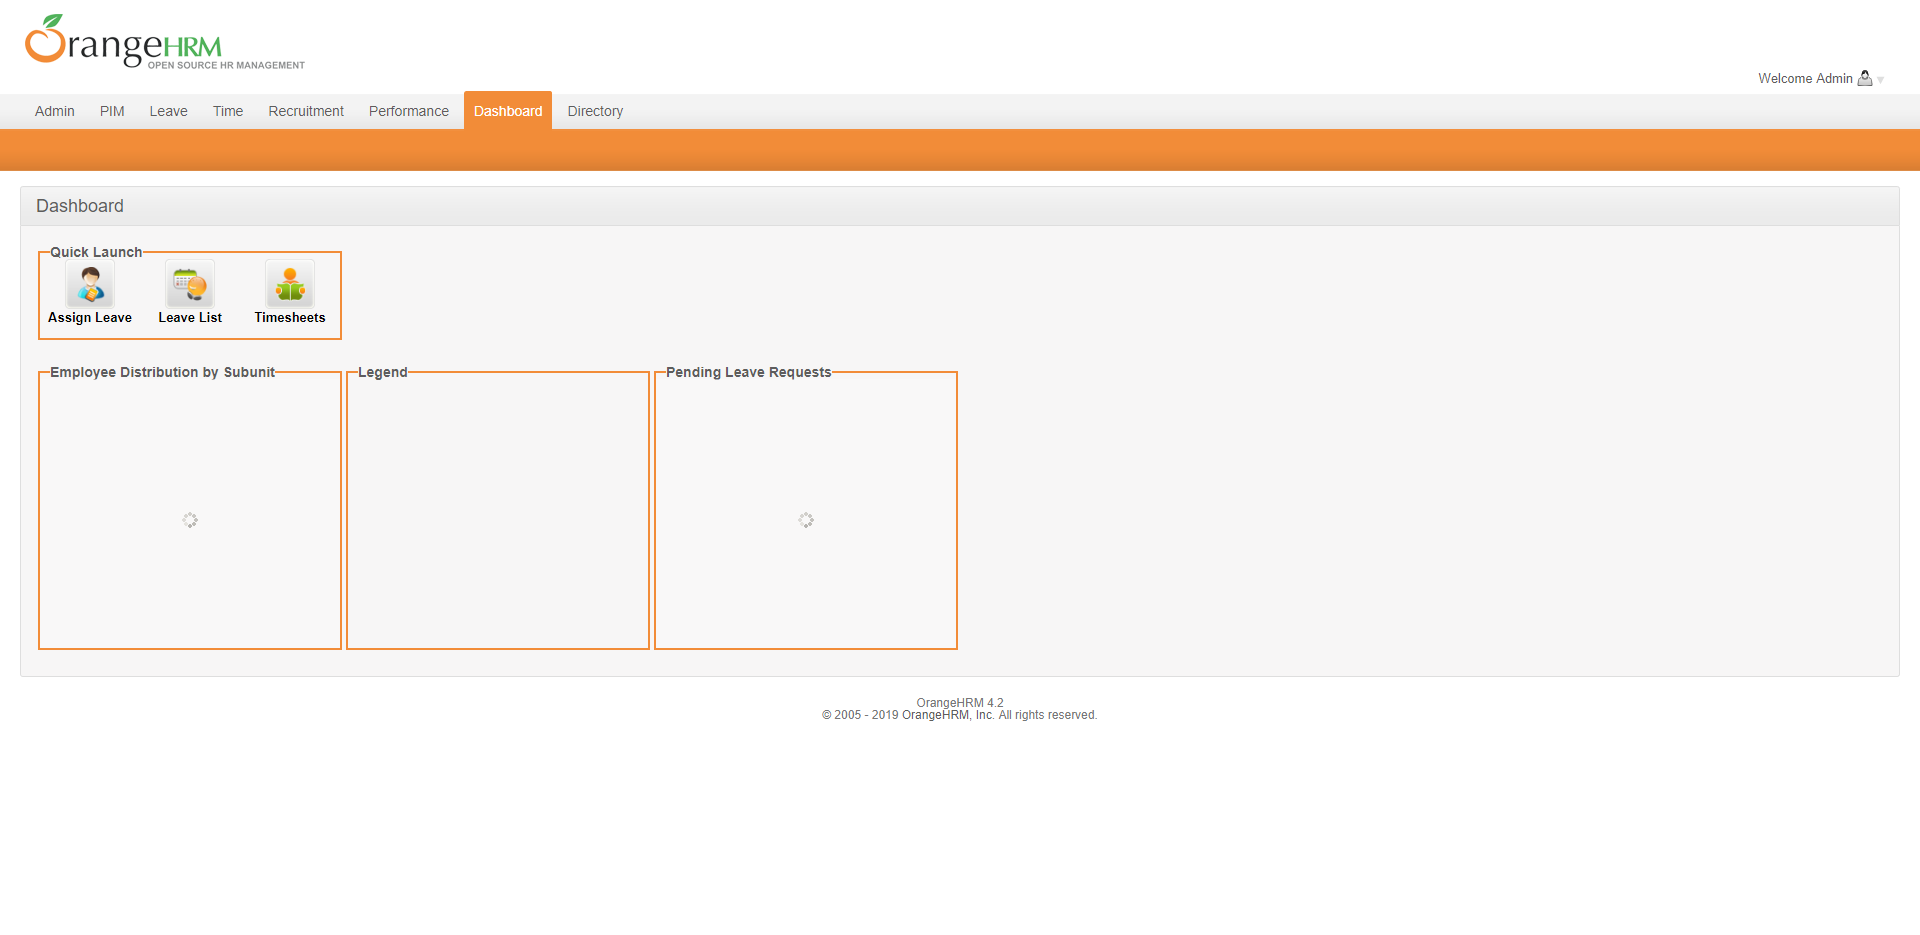 OrangeHRM
OPEN SOURCE HR MANAGEMENT
Welcome Admin
Admin PIM Leave Time Recruitment Performance Dashboard Directory
Dashboard
Quick Launch
Assign Leave Leave List Timesheets
Employee Distribution by Subunit Legend Pending Leave Requests
OrangeHRM 4.2
© 2005 - 2019 OrangeHRM, Inc. All rights reserved.